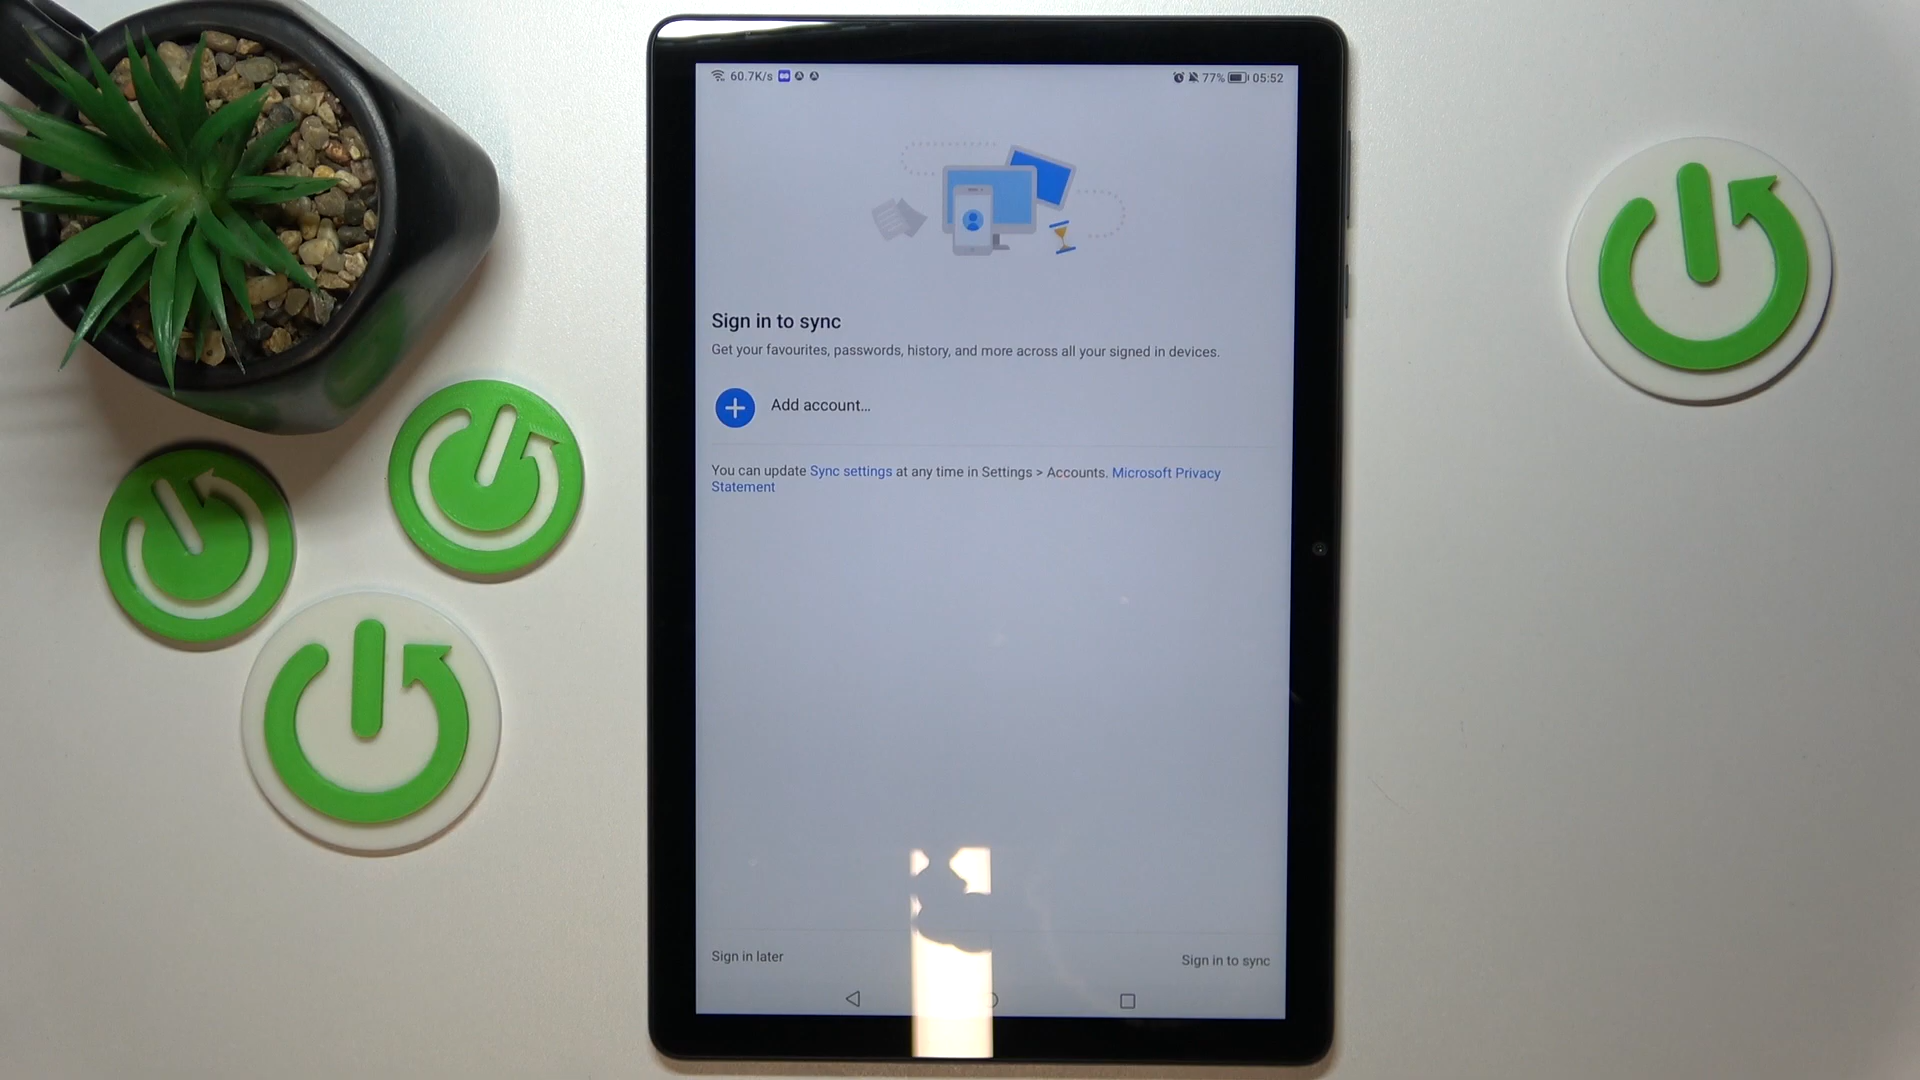 60.7K/s
77% 05:52
Sign in to sync
Get your favourites, passwords, history, and more across all your signed in devices.
Add account...
You can update Sync settings at any time in Settings > Accounts. Microsoft Privacy
Statement
Sign in later
Sign in to sync